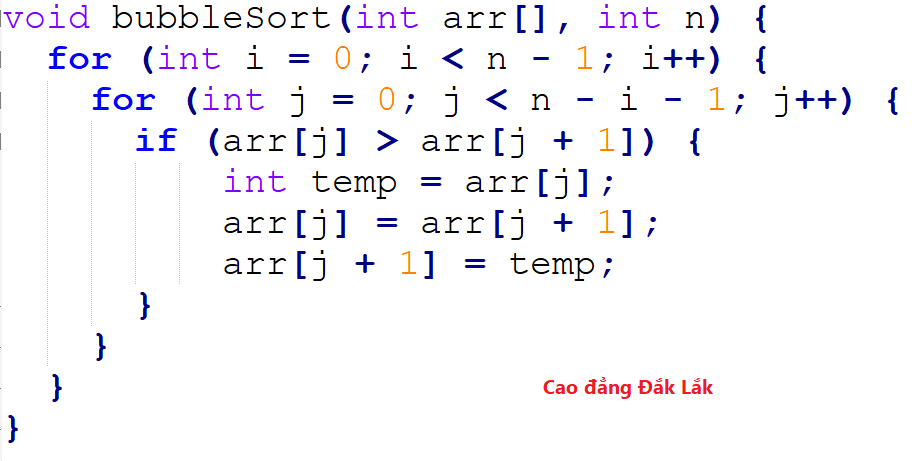 void bubbleSort(int arr[], int n) {
for (int i = 0; i < n - 1; i++) {
for (int j = 0; j < n - i - 1; j++) {
if (arr[j] > arr[j + 1]) {
int temp = arr[j];
arr[j] = arr[j + 1];
arr[j + 1] = temp;
}
}
}
Cao đẳng Đắk Lắk
}